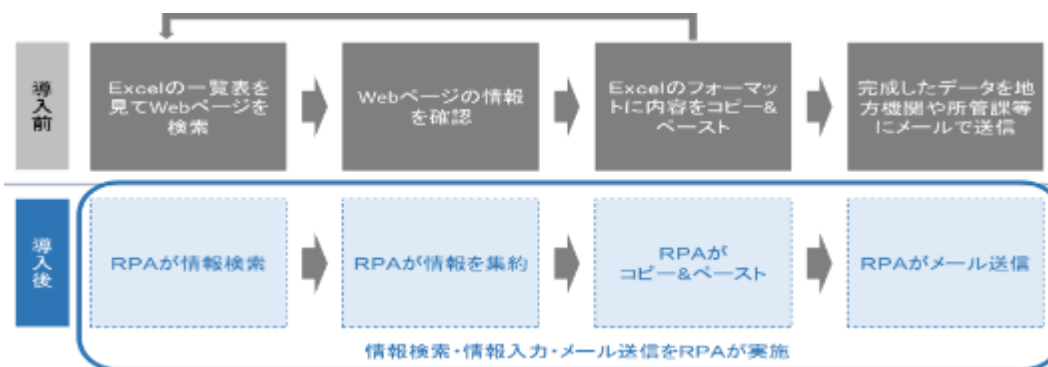 導入前
Excelの一覧表を
見てWebページを
検索
Webページの情報
を確認
Excelのフォーマッ
トに内容をコピー&
ペースト
完成したデータを地
方機関や所管課等
にメールで送信
導入後
RPAが情報検索
RPAが情報を集約
RPAが
コピー&ペースト
RPAがメール送信
情報検索・情報入力・メール送信をRPAが実施